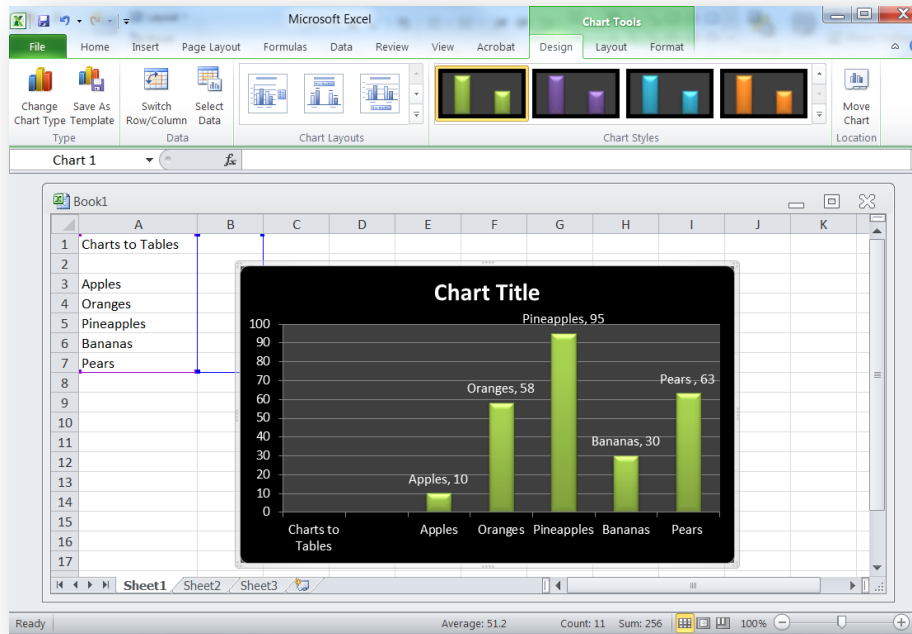 Microsoft Excel
Chart Tools
File Home Insert Page Layout Formulas Data Review View Acrobat Design Layout Format
Change Chart Type
Save As Template
Switch Row/Column
Select Data
Move Chart
Type Data Chart Layouts Chart Styles Location
Chart 1 fx
Book1
A B C D E F G H I J K
1 Charts to Tables
2
3 Apples
4 Oranges
5 Pineapples
6 Bananas
7 Pears
8
9
10
11
12
13
14
15
16
17
Chart Title
Pineapples, 95
Pears , 63
Oranges, 58
Bananas, 30
Apples, 10
100
90
80
70
60
50
40
30
20
10
0
Charts to Tables
Apples Oranges Pineapples Bananas Pears
Sheet1 Sheet2 Sheet3
Ready Average: 51.2 Count: 11 Sum: 256 100%